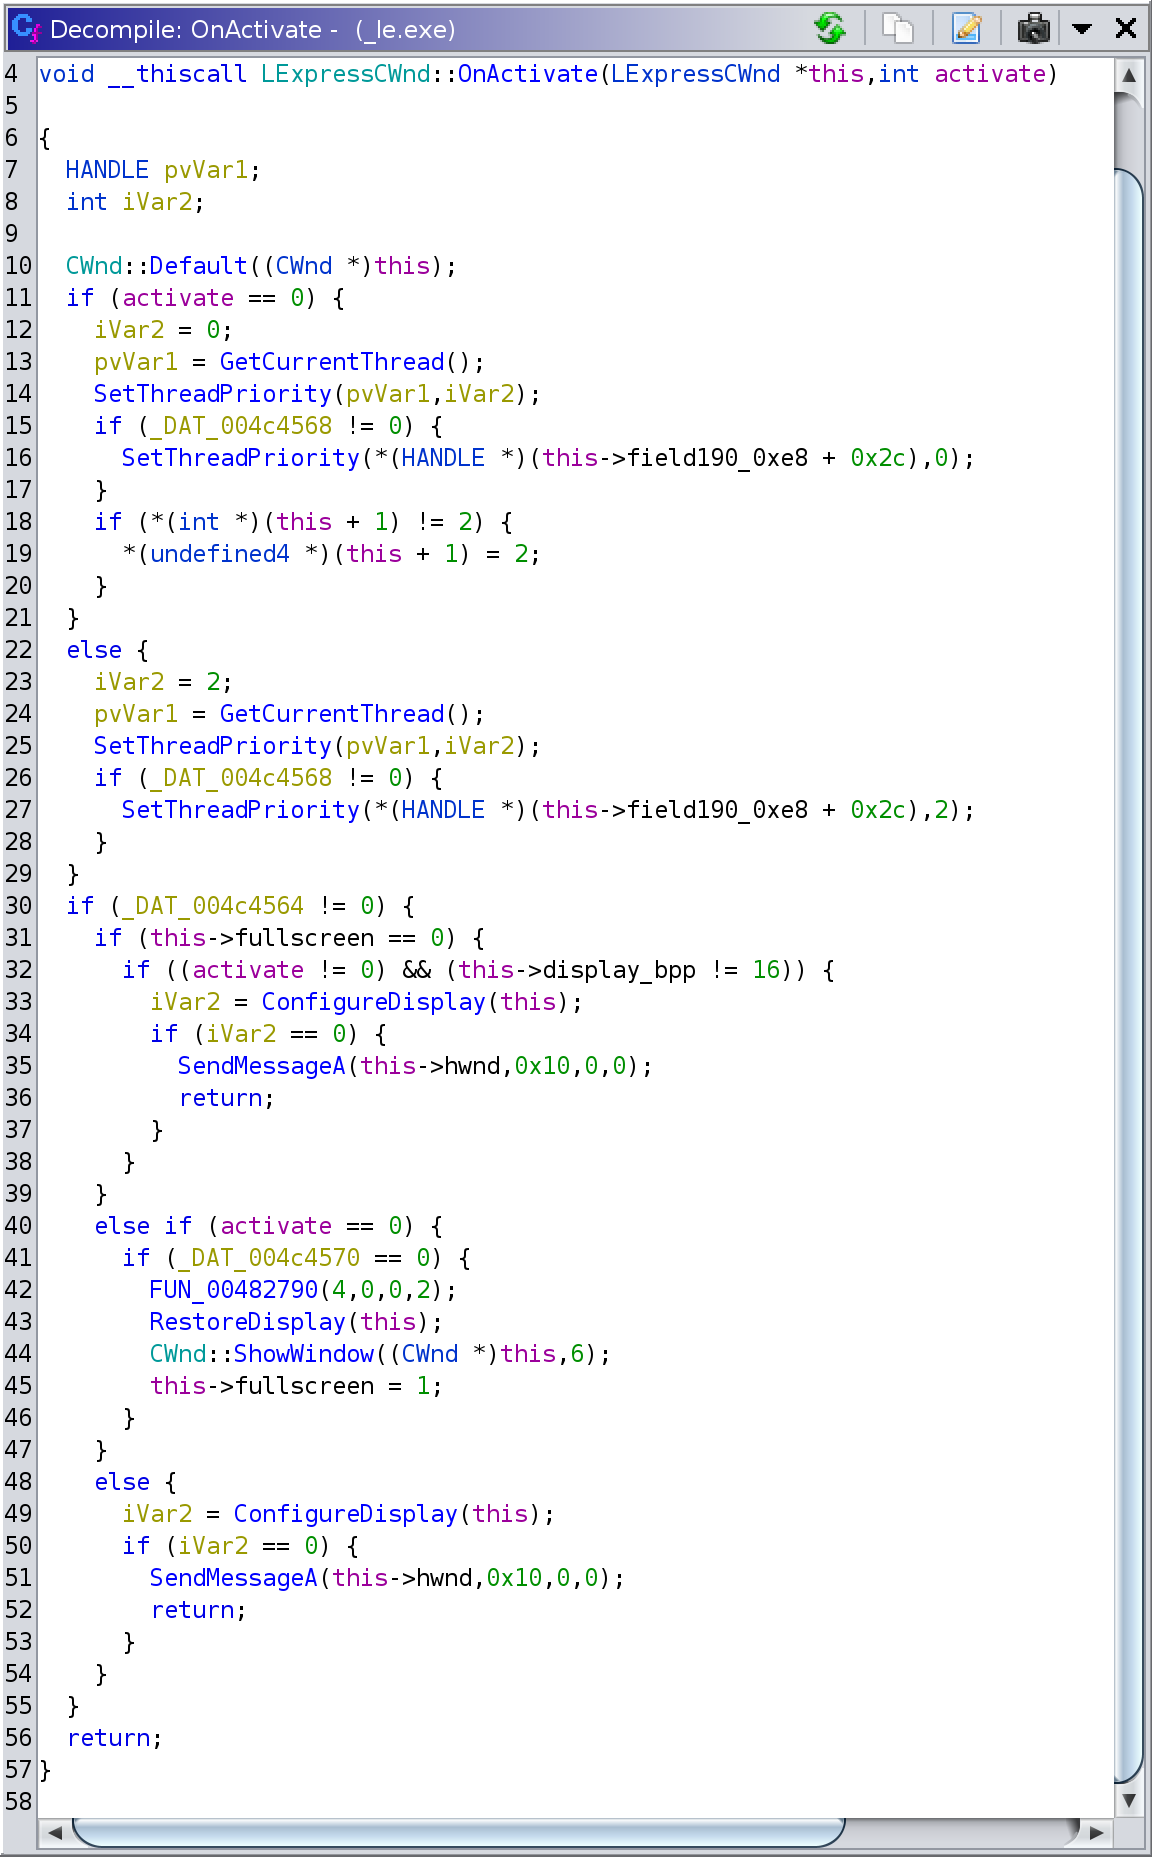 Decompile: OnActivate - (_le.exe)
4 void __thiscall LExpressCWnd::OnActivate(LExpressCWnd *this,int activate)
5
6 {
7   HANDLE pvVar1;
8   int iVar2;
9
10   CWnd::Default((CWnd *)this);
11   if (activate == 0) {
12     iVar2 = 0;
13     pvVar1 = GetCurrentThread();
14     SetThreadPriority(pvVar1,iVar2);
15     if (_DAT_004c4568 != 0) {
16       SetThreadPriority(*(HANDLE *)(this->field190_0xe8 + 0x2c),0);
17     }
18     if (*(int *)(this + 1) != 2) {
19       *(undefined4 *)(this + 1) = 2;
20     }
21   }
22   else {
23     iVar2 = 2;
24     pvVar1 = GetCurrentThread();
25     SetThreadPriority(pvVar1,iVar2);
26     if (_DAT_004c4568 != 0) {
27       SetThreadPriority(*(HANDLE *)(this->field190_0xe8 + 0x2c),2);
28     }
29   }
30   if (_DAT_004c4564 != 0) {
31     if (this->fullscreen == 0) {
32       if ((activate != 0) && (this->display_bpp != 16)) {
33         iVar2 = ConfigureDisplay(this);
34         if (iVar2 == 0) {
35           SendMessageA(this->hwnd,0x10,0,0);
36           return;
37         }
38       }
39     }
40     else if (activate == 0) {
41       if (_DAT_004c4570 == 0) {
42         FUN_00482790(4,0,0,2);
43         RestoreDisplay(this);
44         CWnd::ShowWindow((CWnd *)this,6);
45         this->fullscreen = 1;
46       }
47     }
48     else {
49       iVar2 = ConfigureDisplay(this);
50       if (iVar2 == 0) {
51         SendMessageA(this->hwnd,0x10,0,0);
52         return;
53       }
54     }
55   }
56   return;
57 }
58